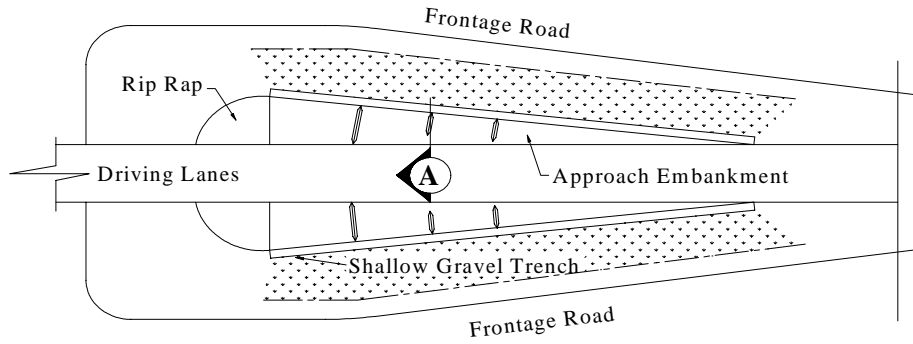 Frontage Road
Rip Rap
Driving Lanes
A
Approach Embankment
Shallow Gravel Trench
Frontage Road